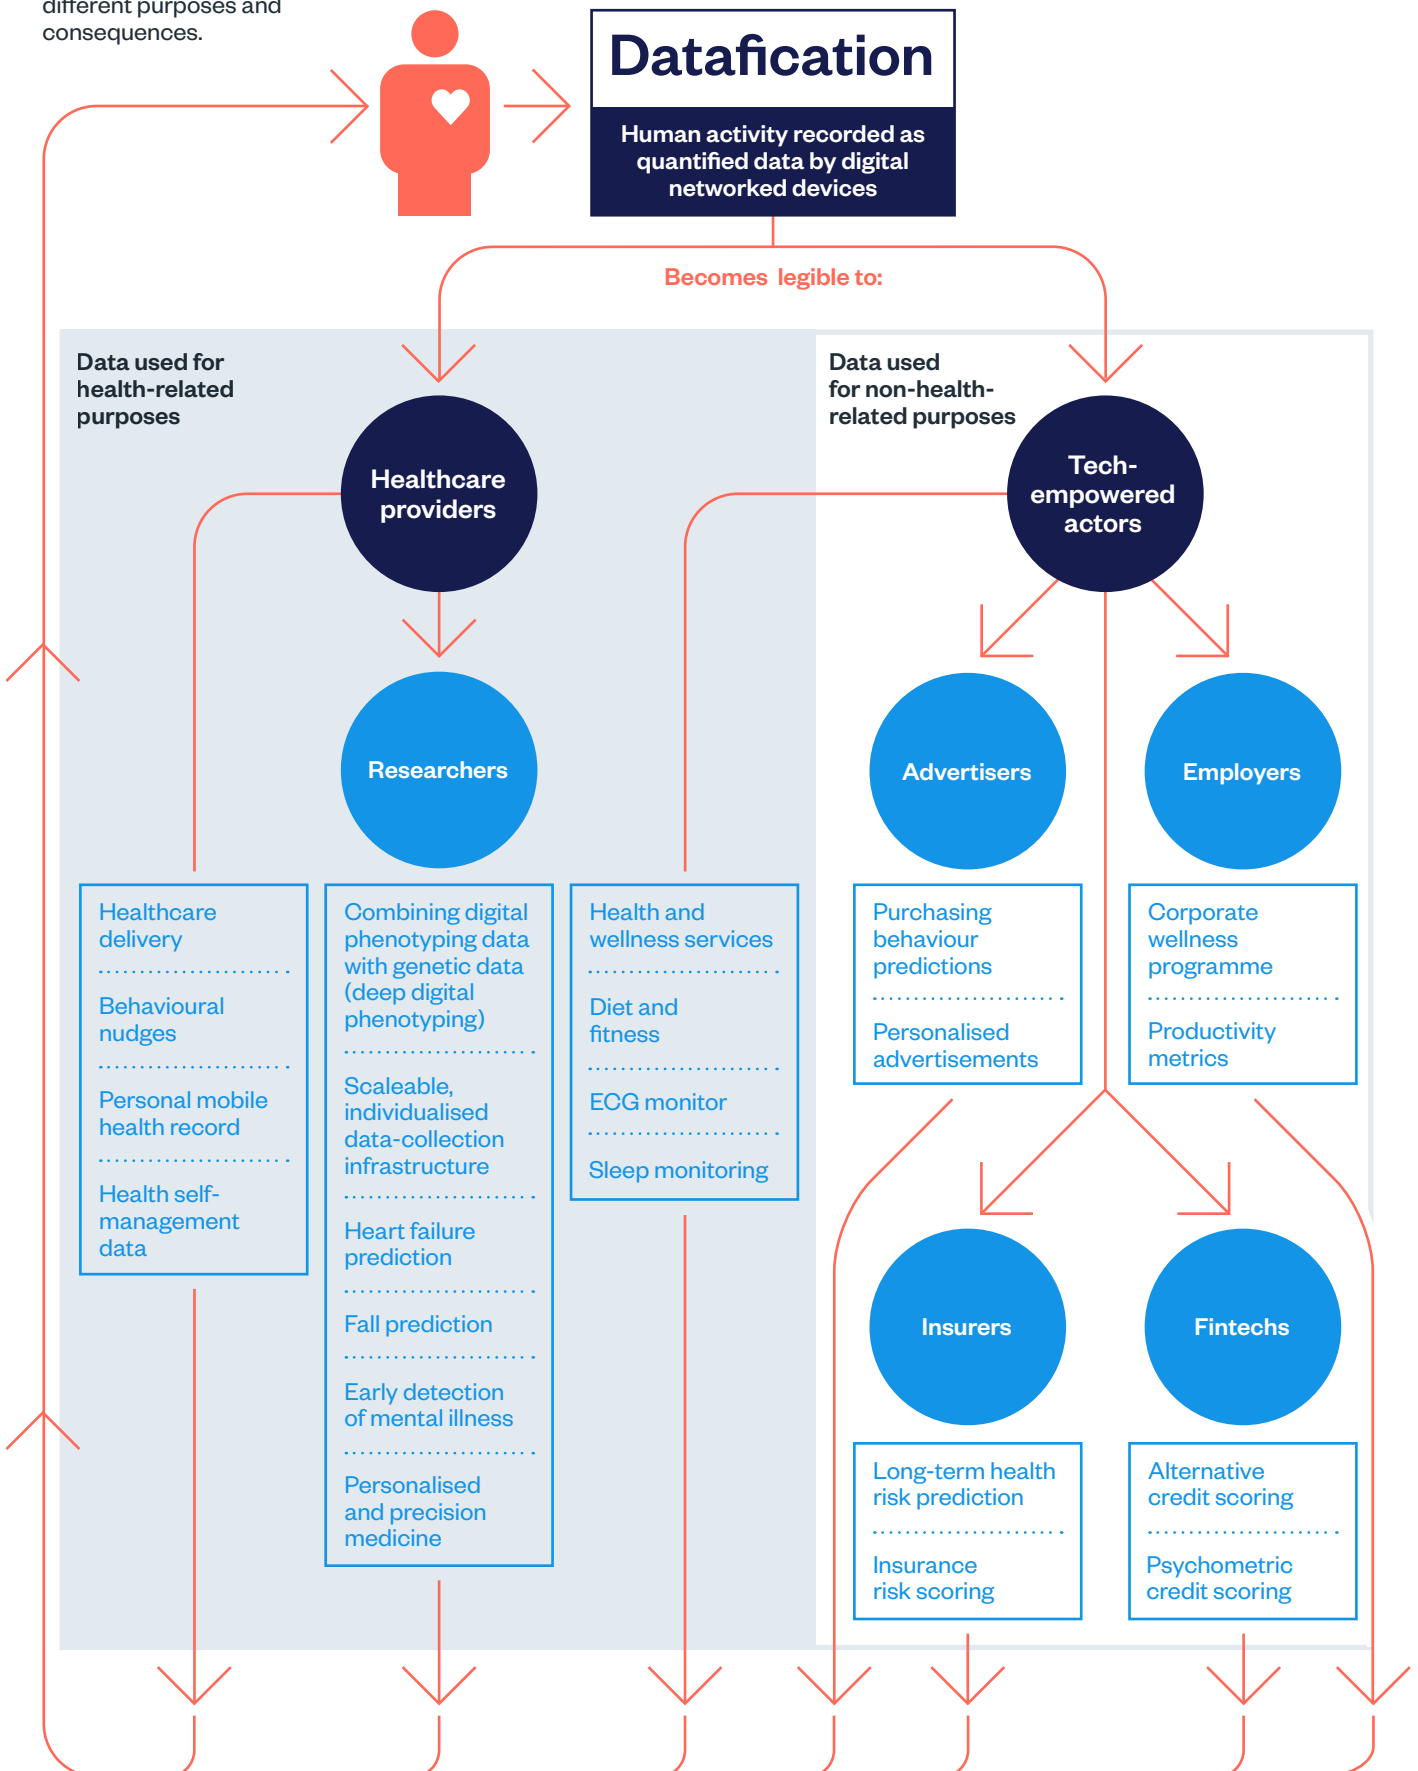 different purposes and
consequences.
Datafication
Human activity recorded as
quantified data by digital
networked devices
Becomes legible to:
Data used for
health-related
purposes
Data used
for non-health-
related purposes
Healthcare
providers
Tech-
empowered
actors
Researchers
Advertisers
Employers
Healthcare
delivery
Behavioural
nudges
Personal mobile
health record
Health self-
management
data
Combining digital
phenotyping data
with genetic data
(deep digital
phenotyping)
Scaleable,
individualised
data-collection
infrastructure
Heart failure
prediction
Fall prediction
Early detection
of mental illness
Personalised
and precision
medicine
Health and
wellness services
Diet and
fitness
ECG monitor
Sleep monitoring
Purchasing
behaviour
predictions
Personalised
advertisements
Corporate
wellness
programme
Productivity
metrics
Insurers
Fintechs
Long-term health
risk prediction
Insurance
risk scoring
Alternative
credit scoring
Psychometric
credit scoring